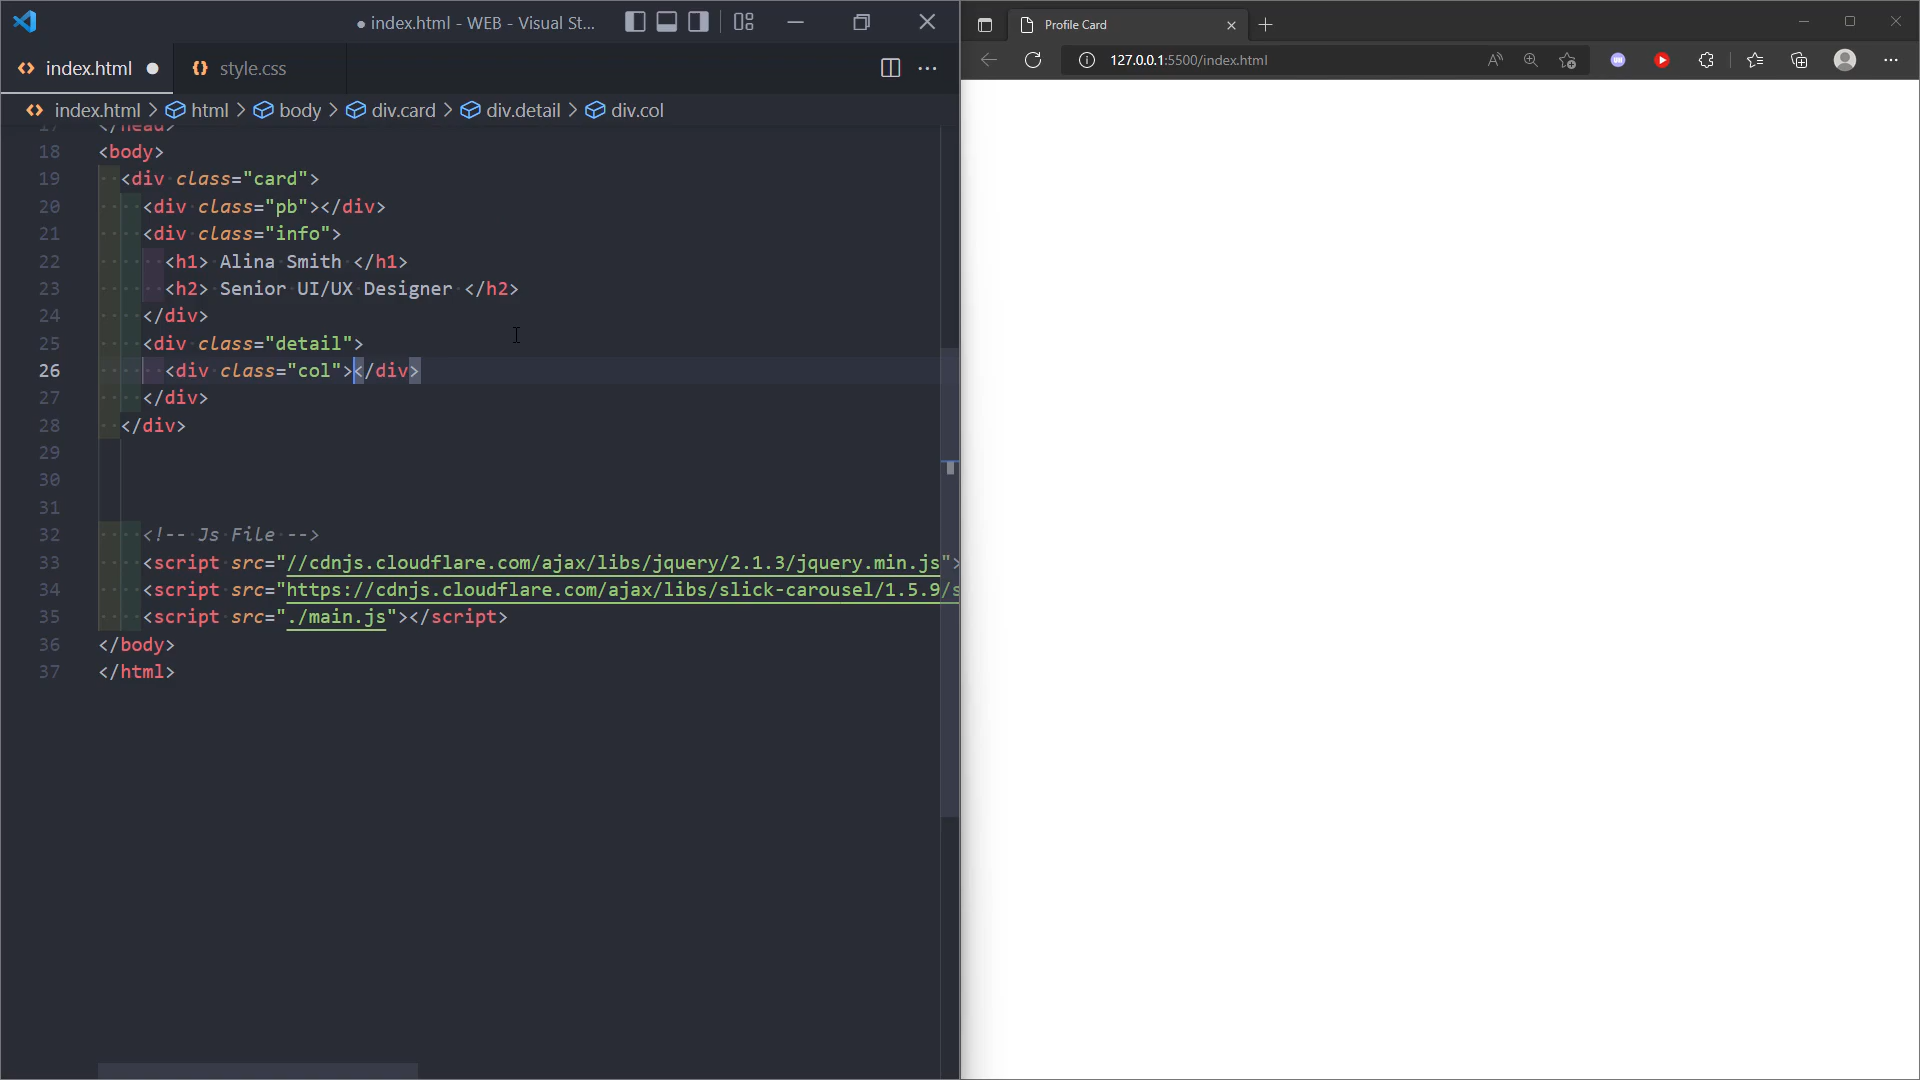 ● index.html - WEB - Visual St...
index.html ● style.css
index.html > html > body > div.card > div.detail > div.col
17 </head>
18 <body>
19 <div class="card">
20 <div class="pb"></div>
21 <div class="info">
22 <h1> Alina Smith </h1>
23 <h2> Senior UI/UX Designer </h2>
24 </div>
25 <div class="detail">
26 <div class="col"></div>
27 </div>
28 </div>
29
30
31
32 <!-- Js File -->
33 <script src="//cdnjs.cloudflare.com/ajax/libs/jquery/2.1.3/jquery.min.js">
34 <script src="https://cdnjs.cloudflare.com/ajax/libs/slick-carousel/1.5.9/s
35 <script src="./main.js"></script>
36 </body>
37 </html>
Profile Card
127.0.0.1:5500/index.html